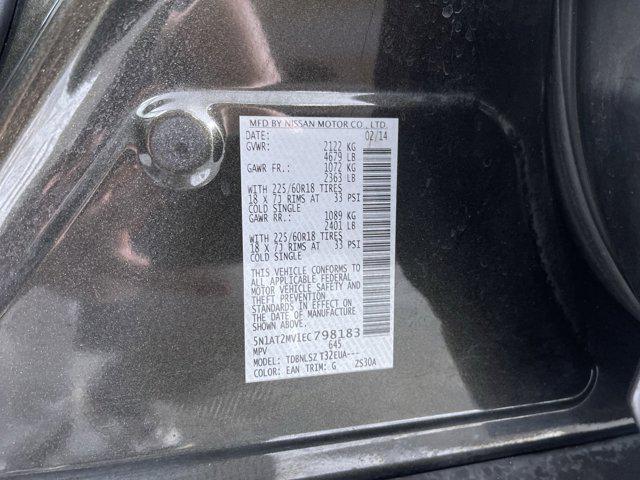 MFD BY NISSAN MOTOR CO., LTD.
DATE: 02/14
GVWR: 2122 KG
4679 LB
GAWR FR.: 1072 KG
2363 LB
WITH 225/60R18 TIRES
18 X 7J RIMS AT 33 PSI
COLD SINGLE
GAWR RR.: 1089 KG
2401 LB
WITH 225/60R18 TIRES
18 X 7J RIMS AT 33 PSI
COLD SINGLE
THIS VEHICLE CONFORMS TO
ALL APPLICABLE FEDERAL
MOTOR VEHICLE SAFETY AND
THEFT PREVENTION
STANDARDS IN EFFECT ON
THE DATE OF MANUFACTURE
SHOWN ABOVE.
5N1AT2MV1EC798183
MPV 645
MODEL: TDBNLSZ T32EUA---
COLOR: EAN TRIM: G 2S30A